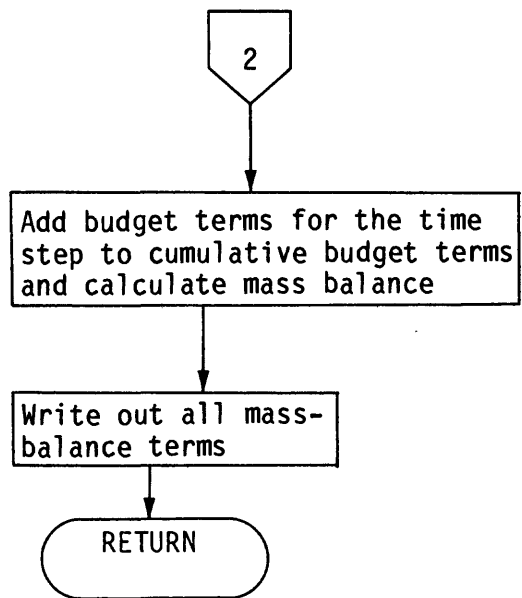 2
Add budget terms for the time
step to cumulative budget terms
and calculate mass balance
Write out all mass-
balance terms
RETURN